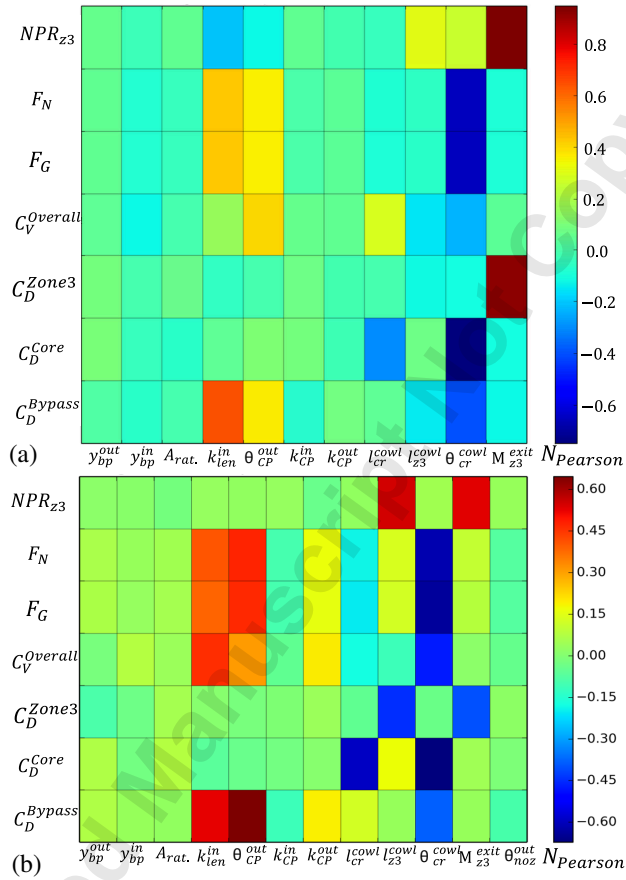 NPR_z3
F_N
F_G
C_V^Overall
C_D^Zone3
C_D^Core
C_D^Bypass
0.8
0.6
0.4
0.2
0.0
−0.2
−0.4
−0.6
(a) y_bp^out y_bp^in A_rat. k_len^in θ_CP^out k_CP^in k_CP^out l_cr^cowl l_z3^cowl θ_cr^cowl M_z3^exit N_Pearson
NPR_z3
F_N
F_G
C_V^Overall
C_D^Zone3
C_D^Core
C_D^Bypass
0.60
0.45
0.30
0.15
0.00
−0.15
−0.30
−0.45
−0.60
(b) y_bp^out y_bp^in A_rat. k_len^in θ_CP^out k_CP^in k_CP^out l_cr^cowl l_z3^cowl θ_cr^cowl M_z3^exit θ_noz^out N_Pearson
d Manuscript Not Copy